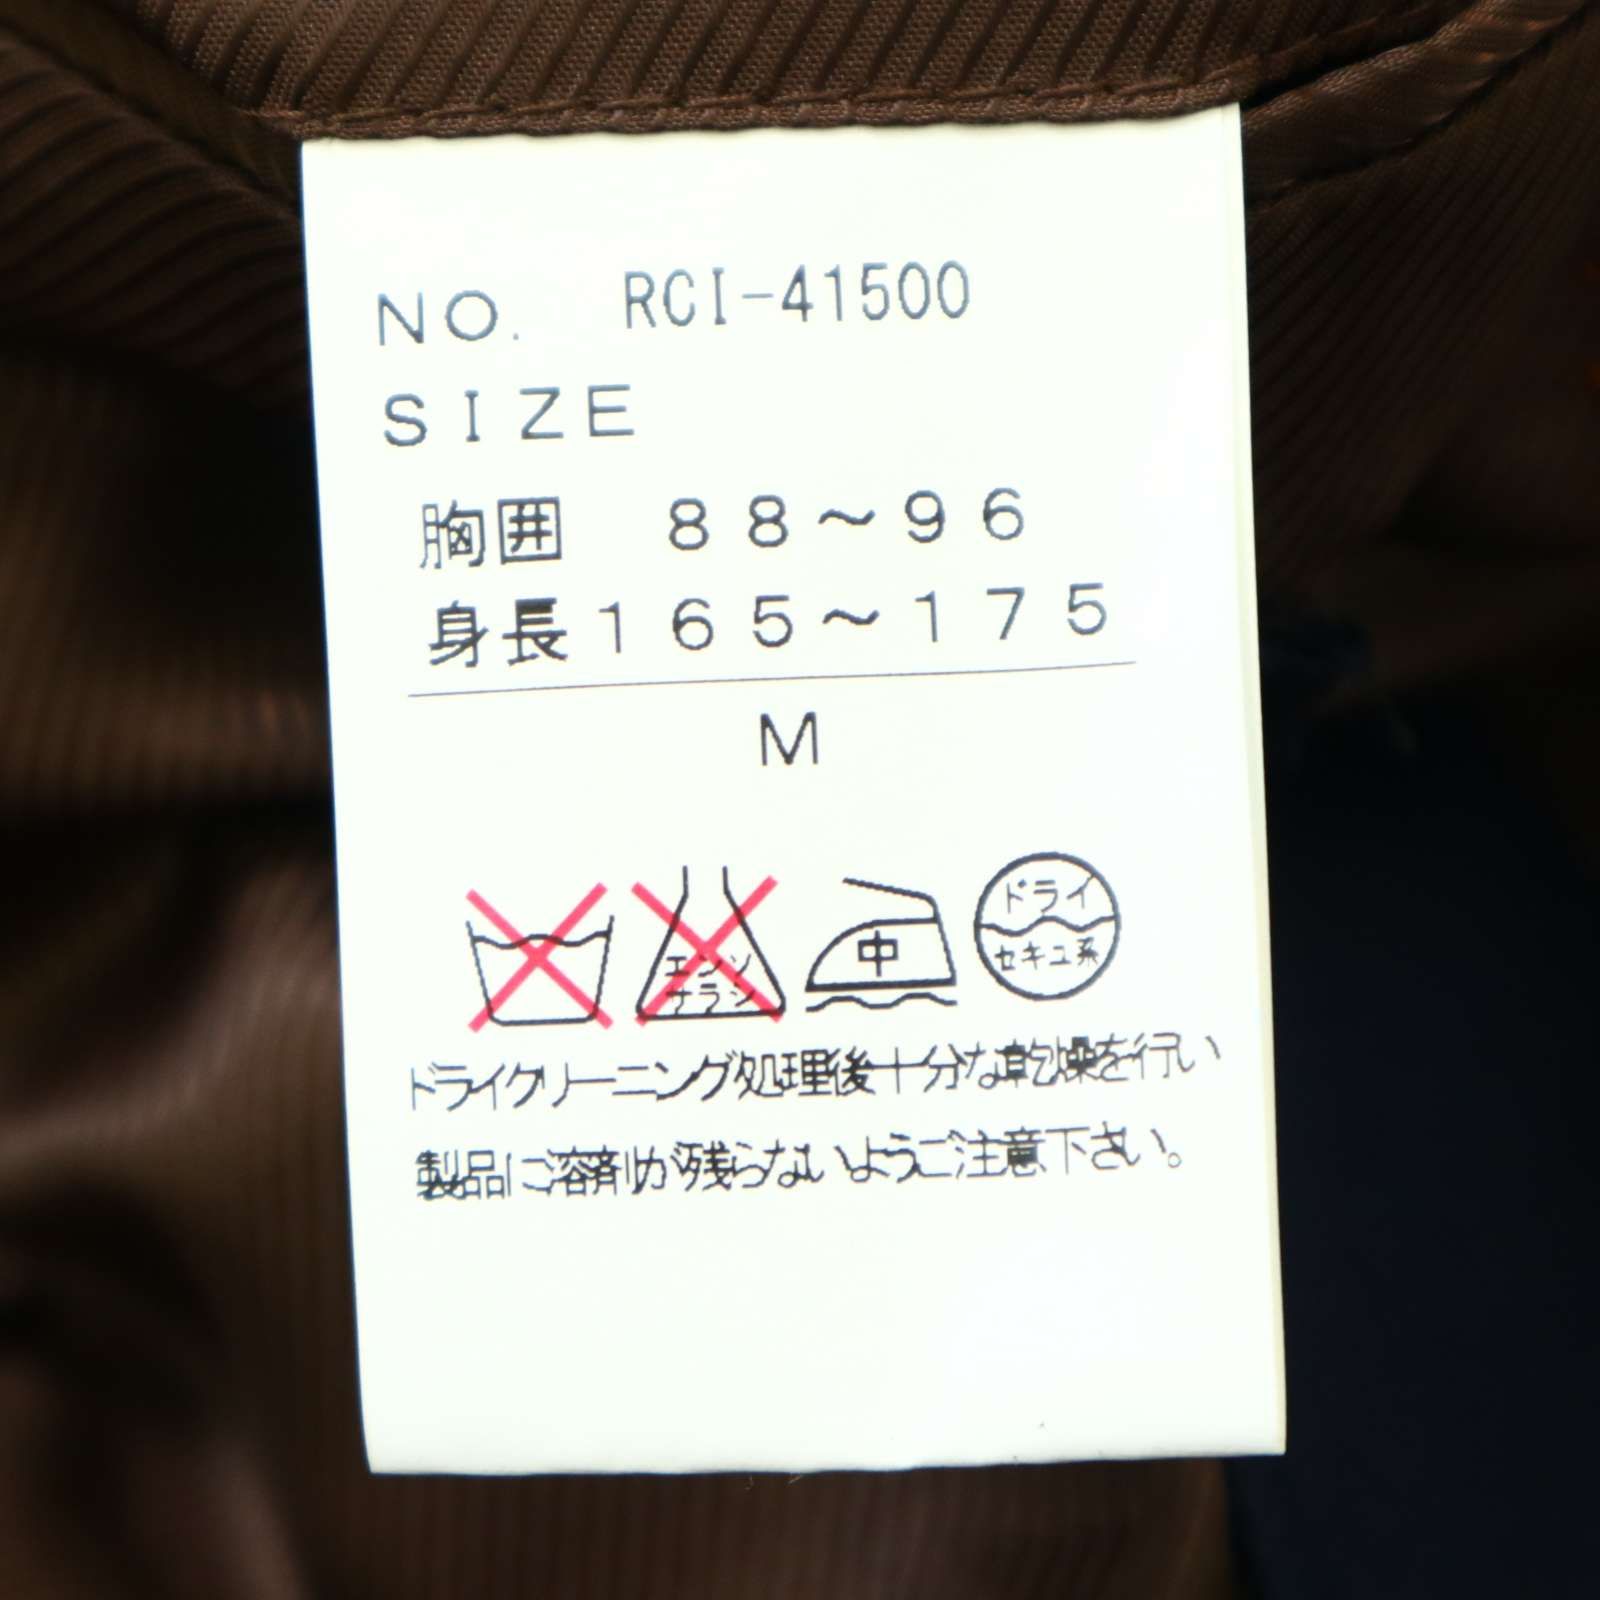 NO. RCI-41500
SIZE
胸囲 88～96
身長165～175
M
エンソ
サラシ
中
ドライ
セキユ系
ドライクリーニング処理後十分な乾燥を行い
製品に溶剤が残らないようご注意下さい。